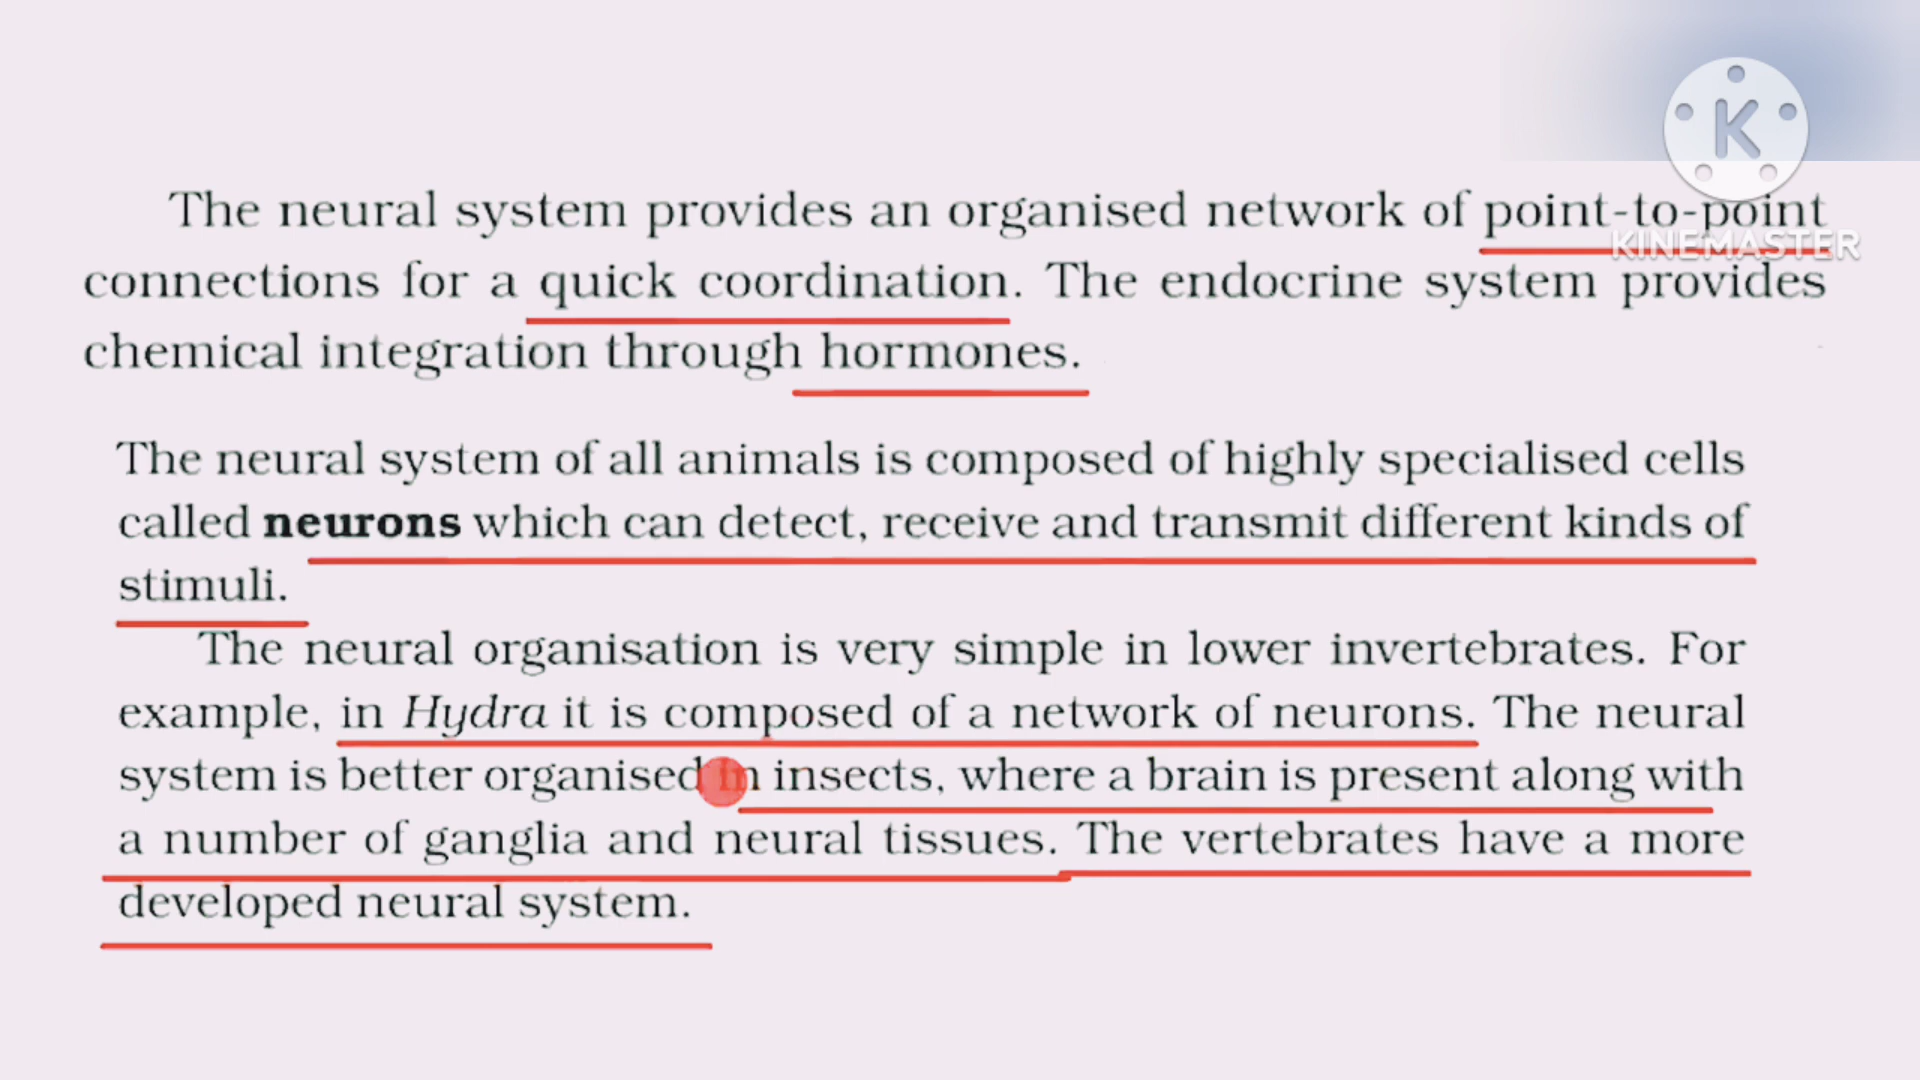 K
KINEMASTER
The neural system provides an organised network of point-to-point
connections for a quick coordination. The endocrine system provides
chemical integration through hormones.
The neural system of all animals is composed of highly specialised cells
called neurons which can detect, receive and transmit different kinds of
stimuli.
The neural organisation is very simple in lower invertebrates. For
example, in Hydra it is composed of a network of neurons. The neural
system is better organised in insects, where a brain is present along with
a number of ganglia and neural tissues. The vertebrates have a more
developed neural system.